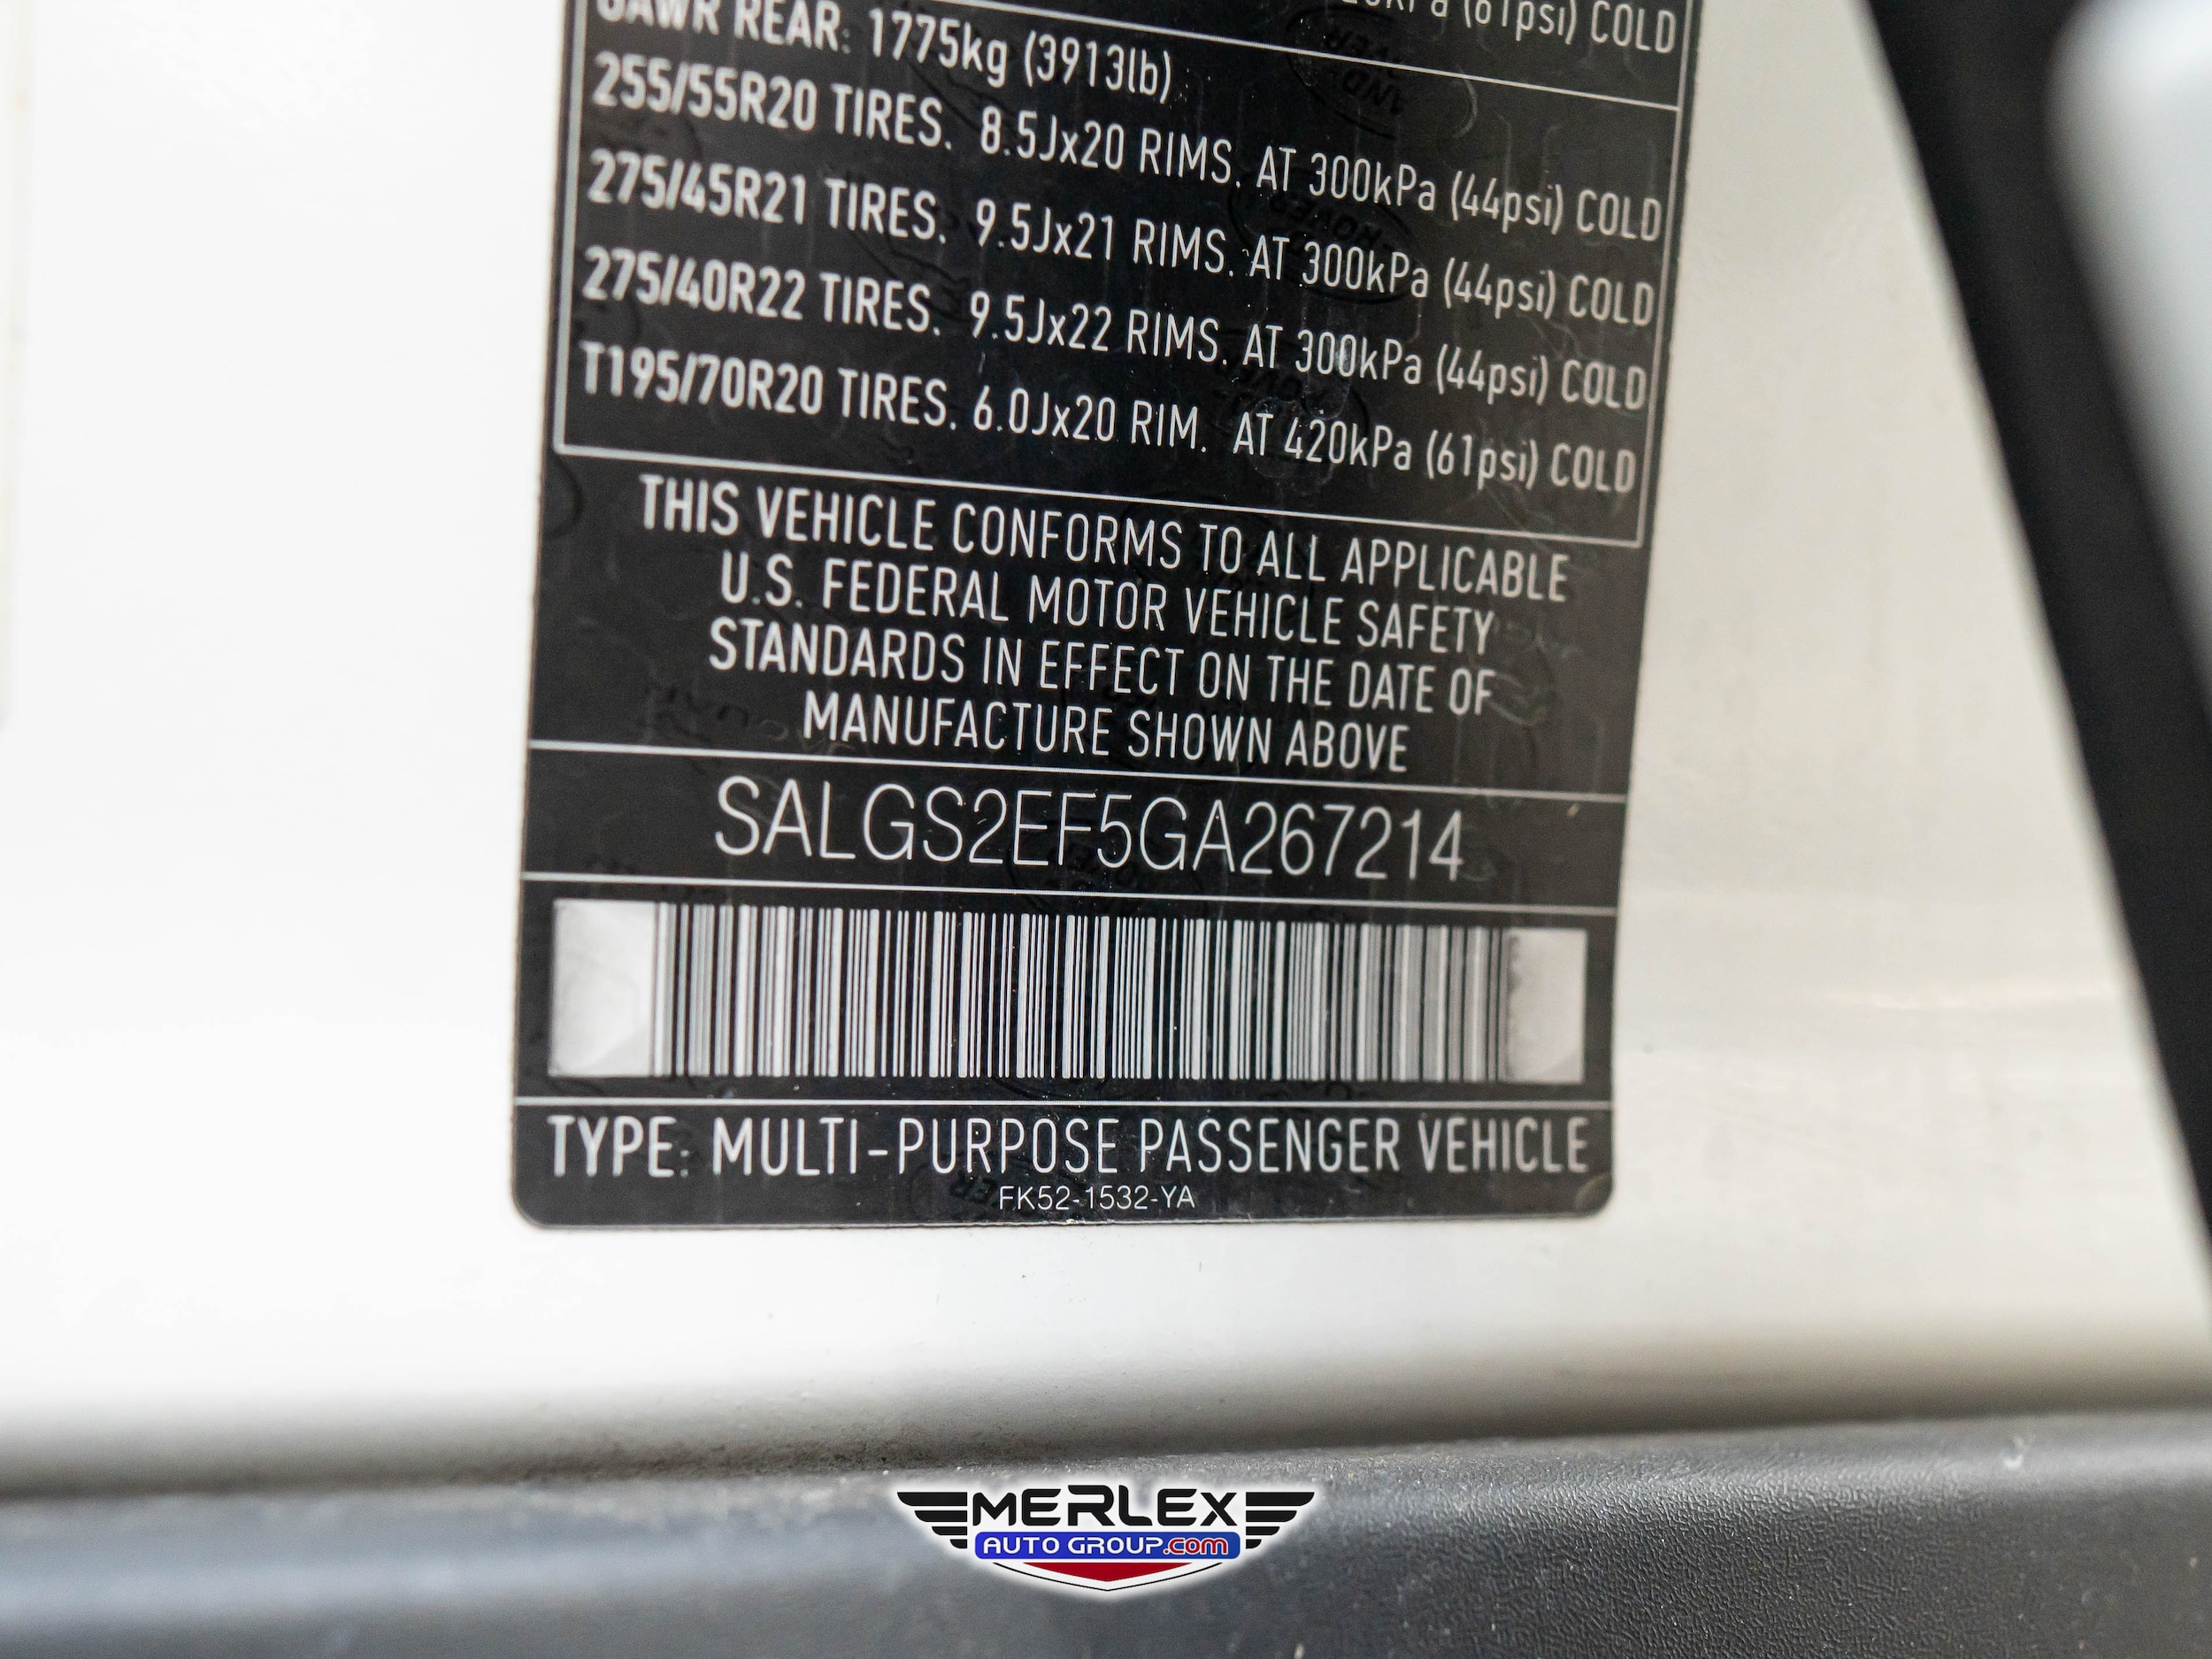 GAWR REAR: 1775kg (3913lb)
(61psi) COLD
255/55R20 TIRES. 8.5Jx20 RIMS. AT 300kPa (44psi) COLD
275/45R21 TIRES. 9.5Jx21 RIMS. AT 300kPa (44psi) COLD
275/40R22 TIRES. 9.5Jx22 RIMS. AT 300kPa (44psi) COLD
T195/70R20 TIRES. 6.0Jx20 RIM. AT 420kPa (61psi) COLD
THIS VEHICLE CONFORMS TO ALL APPLICABLE
U.S. FEDERAL MOTOR VEHICLE SAFETY
STANDARDS IN EFFECT ON THE DATE OF
MANUFACTURE SHOWN ABOVE
SALGS2EF5GA267214
TYPE: MULTI-PURPOSE PASSENGER VEHICLE
FK52-1532-YA
MERLEX
AUTO GROUP.com